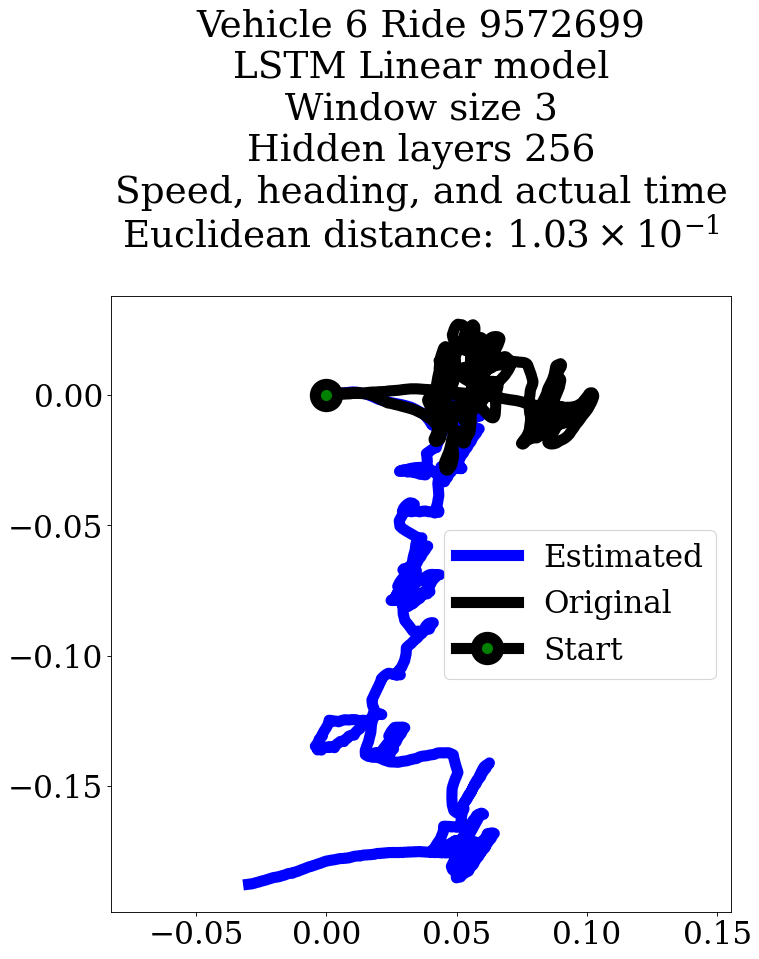 Vehicle 6 Ride 9572699
LSTM Linear model
Window size 3
Hidden layers 256
Speed, heading, and actual time
Euclidean distance: 1.03 × 10⁻¹
0.00
−0.05
−0.10
−0.15
Estimated
Original
Start
−0.05 0.00 0.05 0.10 0.15